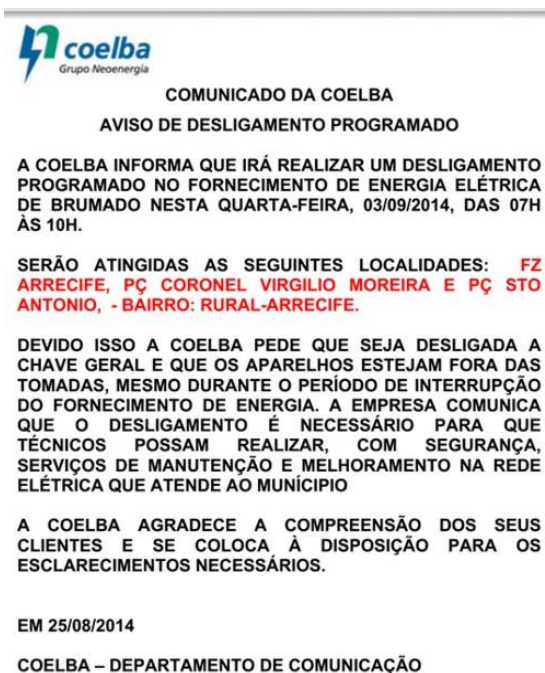 coelba
Grupo Neoenergia
COMUNICADO DA COELBA
AVISO DE DESLIGAMENTO PROGRAMADO
A COELBA INFORMA QUE IRÁ REALIZAR UM DESLIGAMENTO
PROGRAMADO NO FORNECIMENTO DE ENERGIA ELÉTRICA
DE BRUMADO NESTA QUARTA-FEIRA, 03/09/2014, DAS 07H
ÀS 10H.
SERÃO ATINGIDAS AS SEGUINTES LOCALIDADES: FZ
ARRECIFE, PÇ CORONEL VIRGILIO MOREIRA E PÇ STO
ANTONIO, - BAIRRO: RURAL-ARRECIFE.
DEVIDO ISSO A COELBA PEDE QUE SEJA DESLIGADA A
CHAVE GERAL E QUE OS APARELHOS ESTEJAM FORA DAS
TOMADAS, MESMO DURANTE O PERÍODO DE INTERRUPÇÃO
DO FORNECIMENTO DE ENERGIA. A EMPRESA COMUNICA
QUE O DESLIGAMENTO É NECESSÁRIO PARA QUE
TÉCNICOS POSSAM REALIZAR, COM SEGURANÇA,
SERVIÇOS DE MANUTENÇÃO E MELHORAMENTO NA REDE
ELÉTRICA QUE ATENDE AO MUNÍCIPIO
A COELBA AGRADECE A COMPREENSÃO DOS SEUS
CLIENTES E SE COLOCA À DISPOSIÇÃO PARA OS
ESCLARECIMENTOS NECESSÁRIOS.
EM 25/08/2014
COELBA – DEPARTAMENTO DE COMUNICAÇÃO